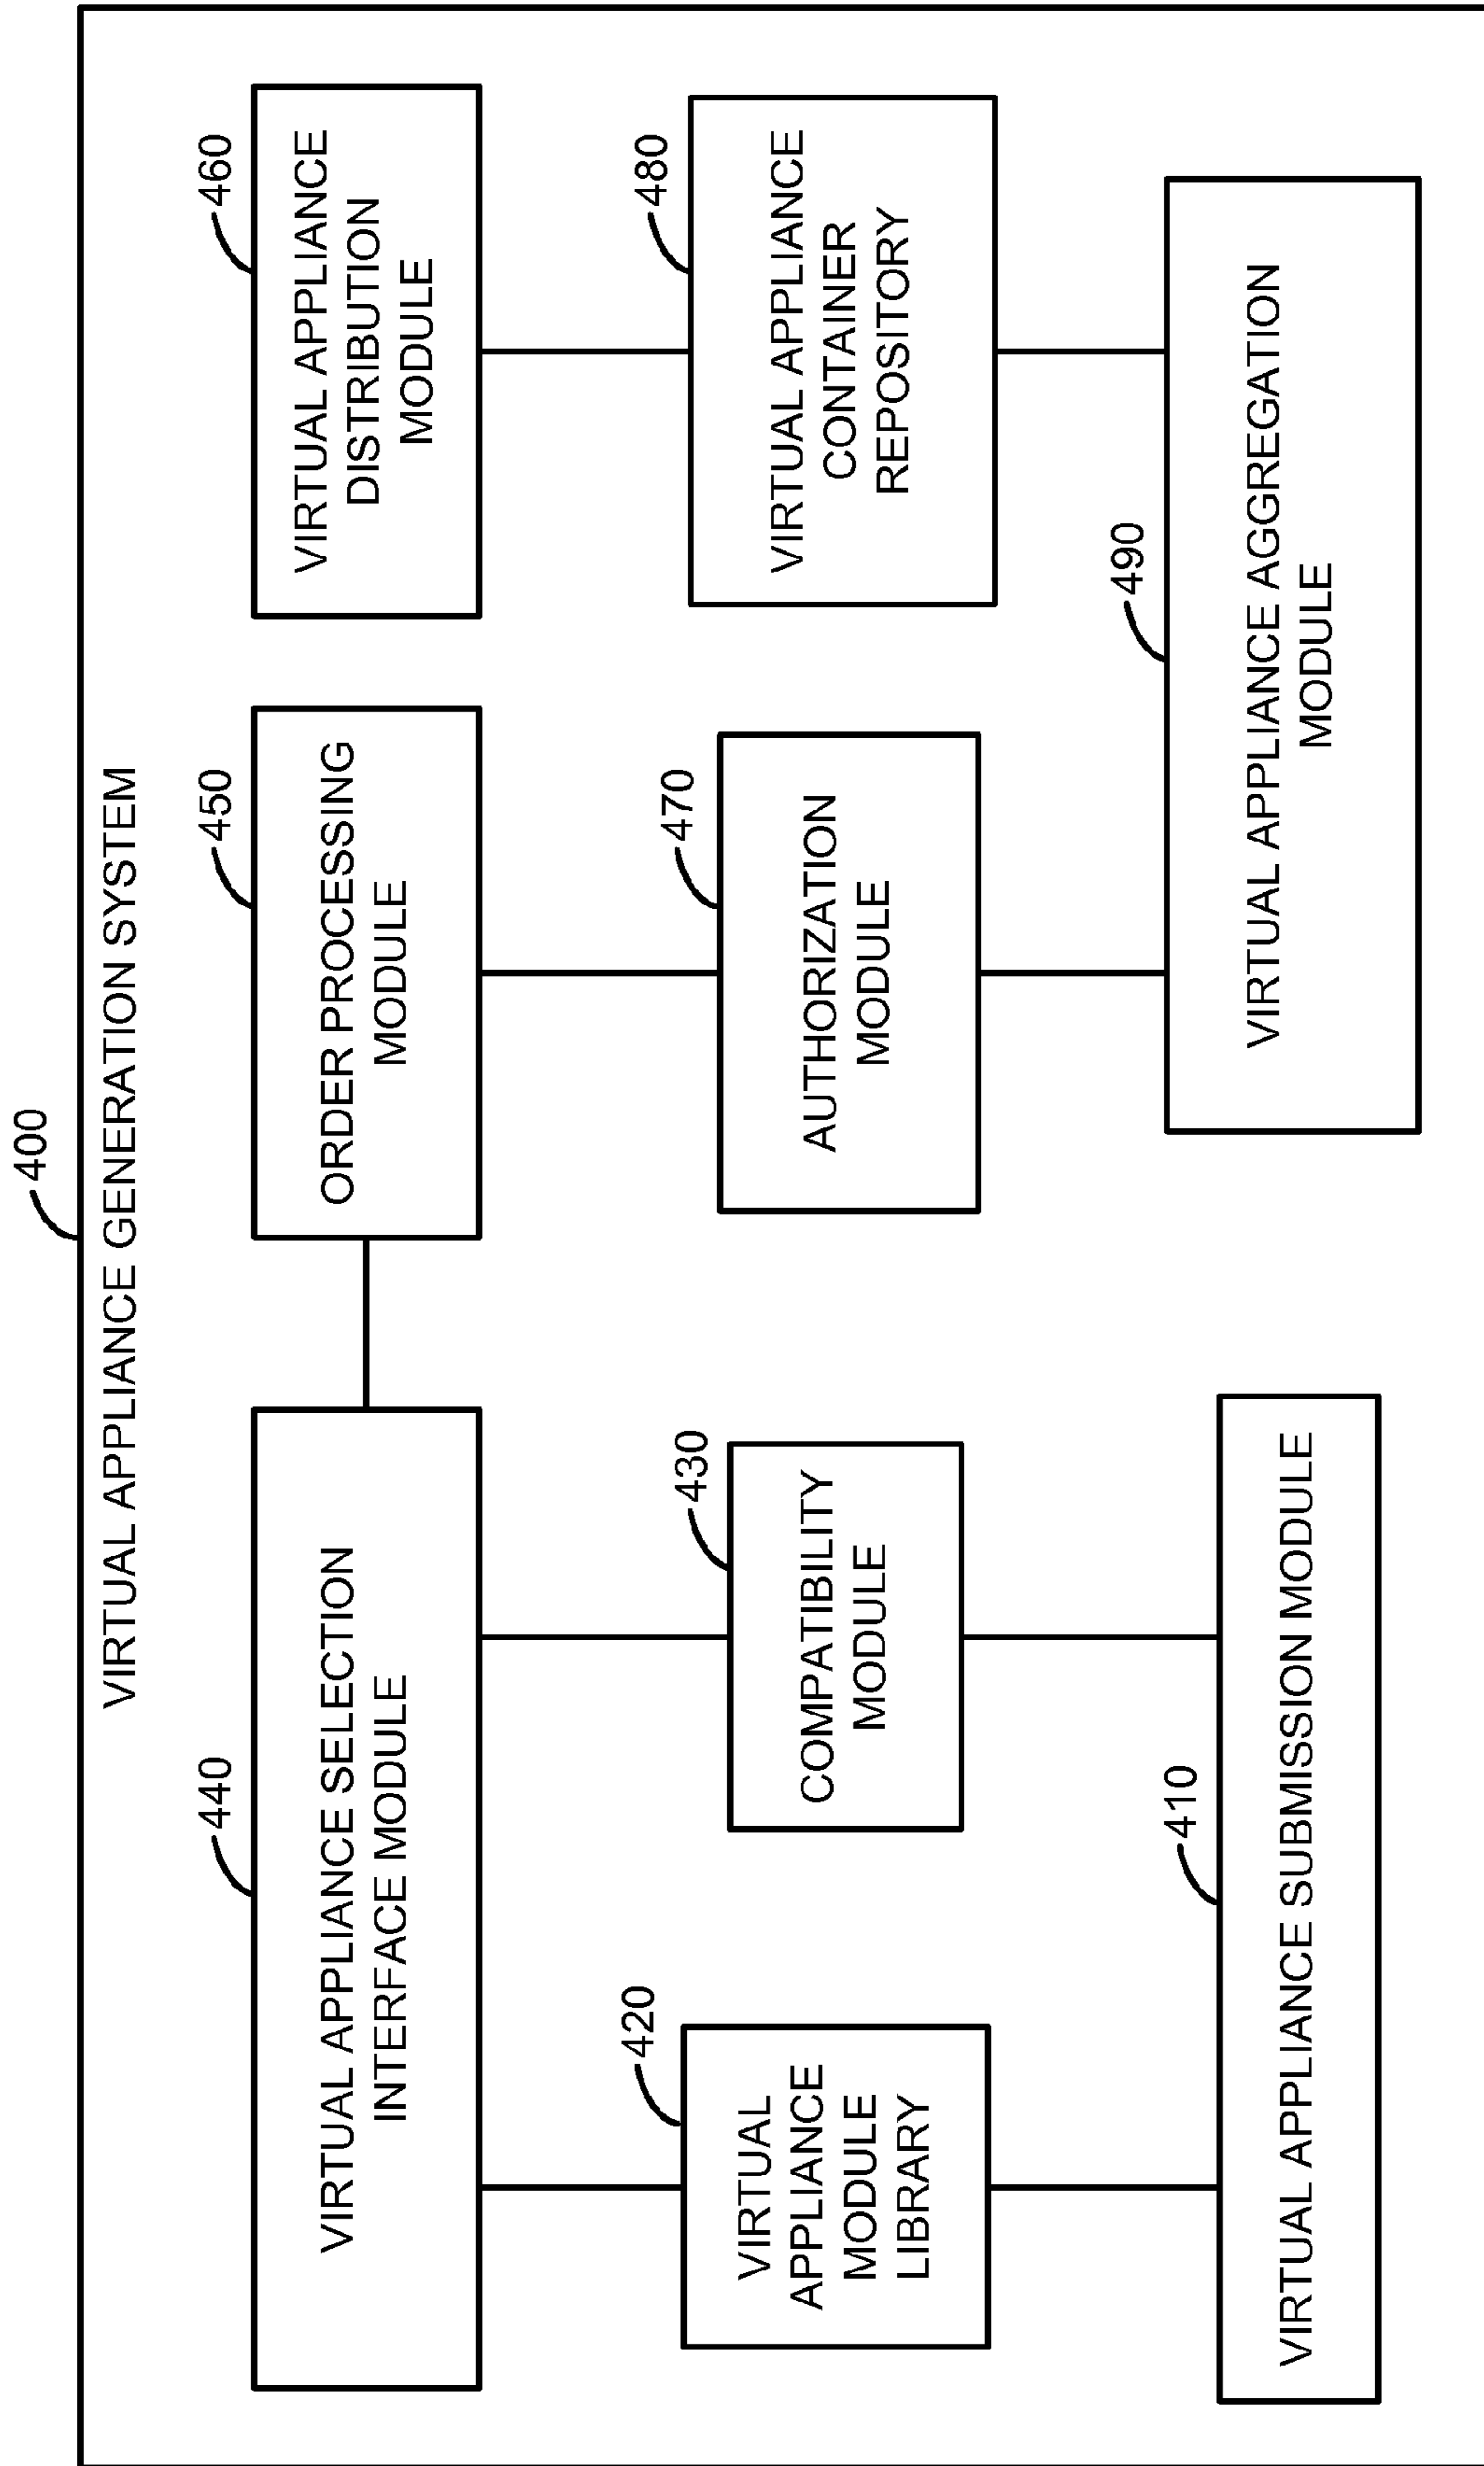 400
VIRTUAL APPLIANCE GENERATION SYSTEM
440
VIRTUAL APPLIANCE SELECTION
INTERFACE MODULE
450
ORDER PROCESSING
MODULE
460
VIRTUAL APPLIANCE
DISTRIBUTION
MODULE
420
VIRTUAL
APPLIANCE
MODULE
LIBRARY
430
COMPATIBILITY
MODULE
470
AUTHORIZATION
MODULE
480
VIRTUAL APPLIANCE
CONTAINER
REPOSITORY
410
VIRTUAL APPLIANCE SUBMISSION MODULE
490
VIRTUAL APPLIANCE AGGREGATION
MODULE